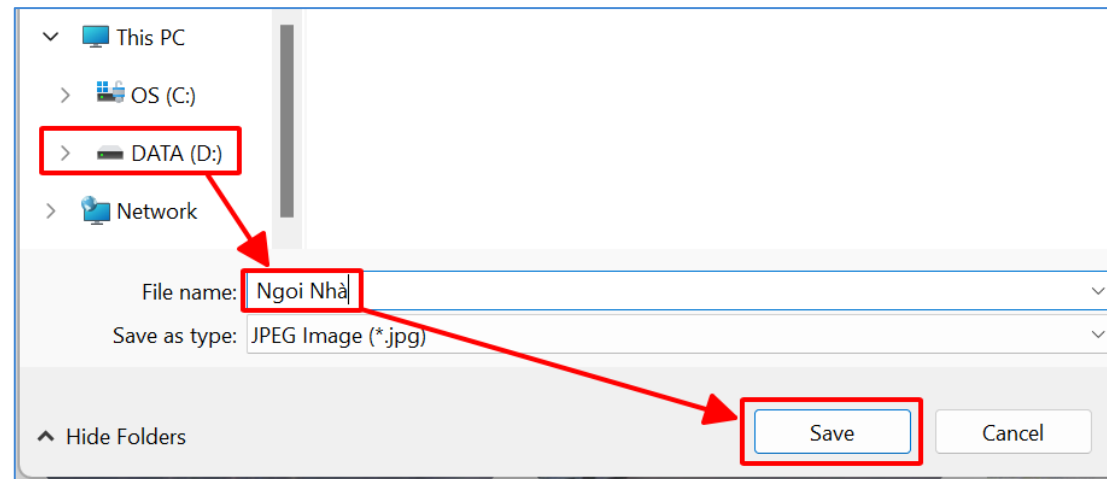 This PC
OS (C:)
DATA (D:)
Network
File name: Ngoi Nhà
Save as type: JPEG Image (*.jpg)
Hide Folders
Save
Cancel